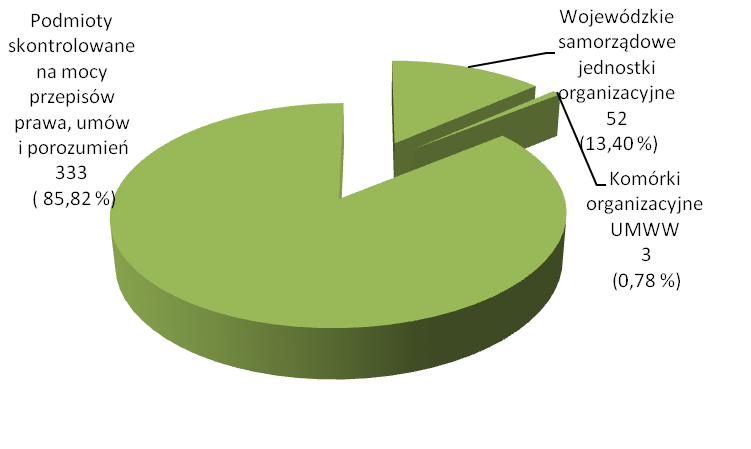 Podmioty
skontrolowane
na mocy
przepisów
prawa, umów
i porozumień
333
( 85,82 %)
Wojewódzkie
samorządowe
jednostki
organizacyjne
52
(13,40 %)
Komórki
organizacyjne
UMWW
3
(0,78 %)